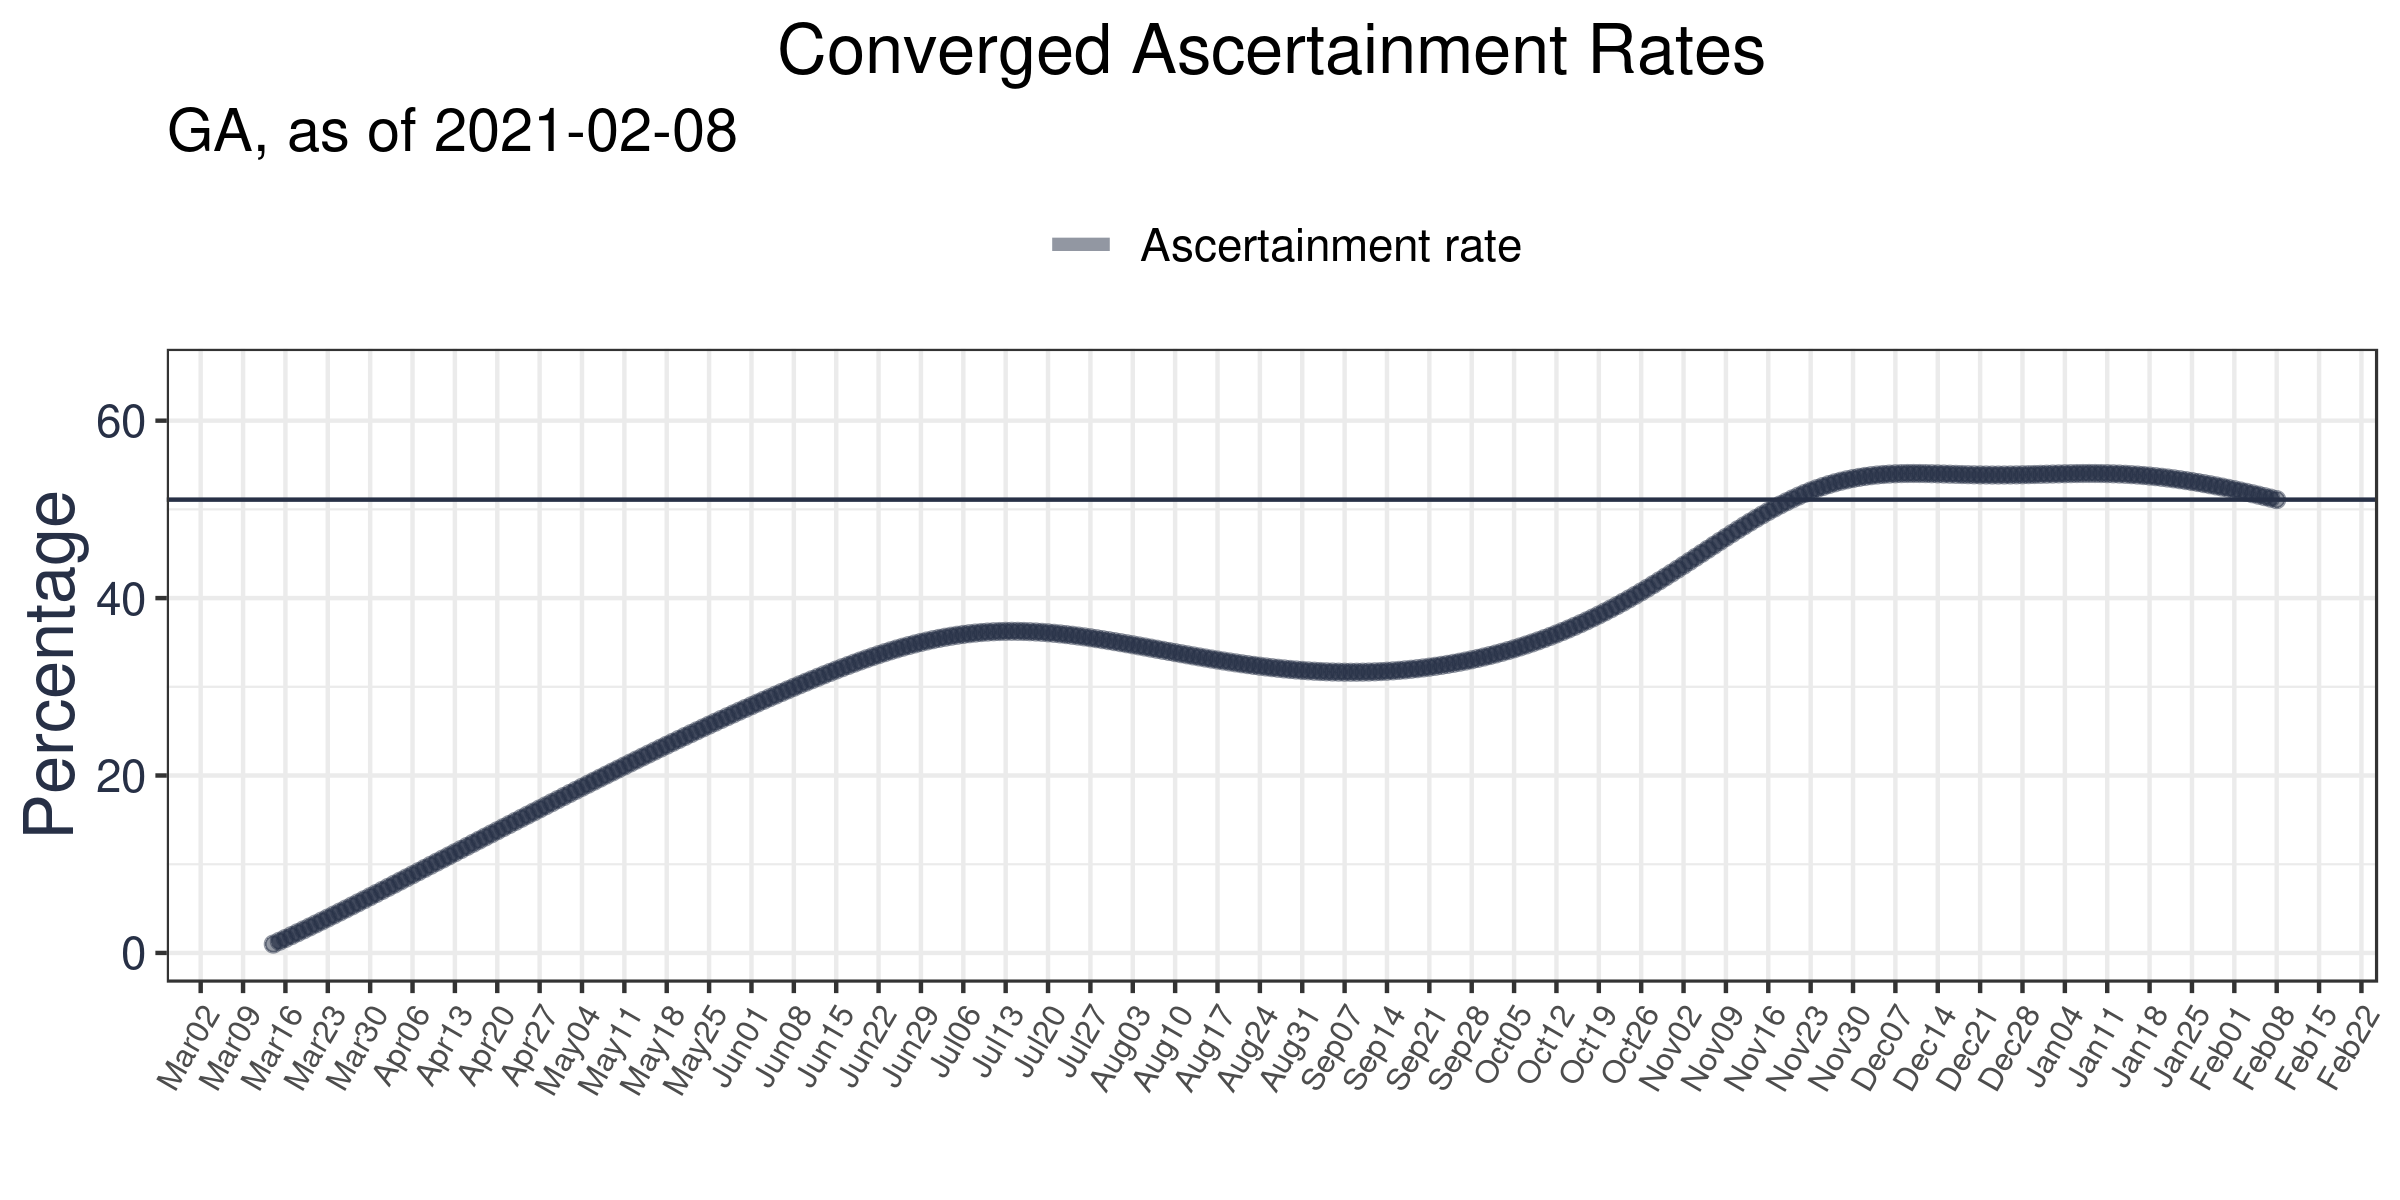 Converged Ascertainment Rates
GA, as of 2021-02-08
Ascertainment rate
Percentage
60
40
20
0
Mar02
Mar09
Mar16
Mar23
Mar30
Apr06
Apr13
Apr20
Apr27
May04
May11
May18
May25
Jun01
Jun08
Jun15
Jun22
Jun29
Jul06
Jul13
Jul20
Jul27
Aug03
Aug10
Aug17
Aug24
Aug31
Sep07
Sep14
Sep21
Sep28
Oct05
Oct12
Oct19
Oct26
Nov02
Nov09
Nov16
Nov23
Nov30
Dec07
Dec14
Dec21
Dec28
Jan04
Jan11
Jan18
Jan25
Feb01
Feb08
Feb15
Feb22